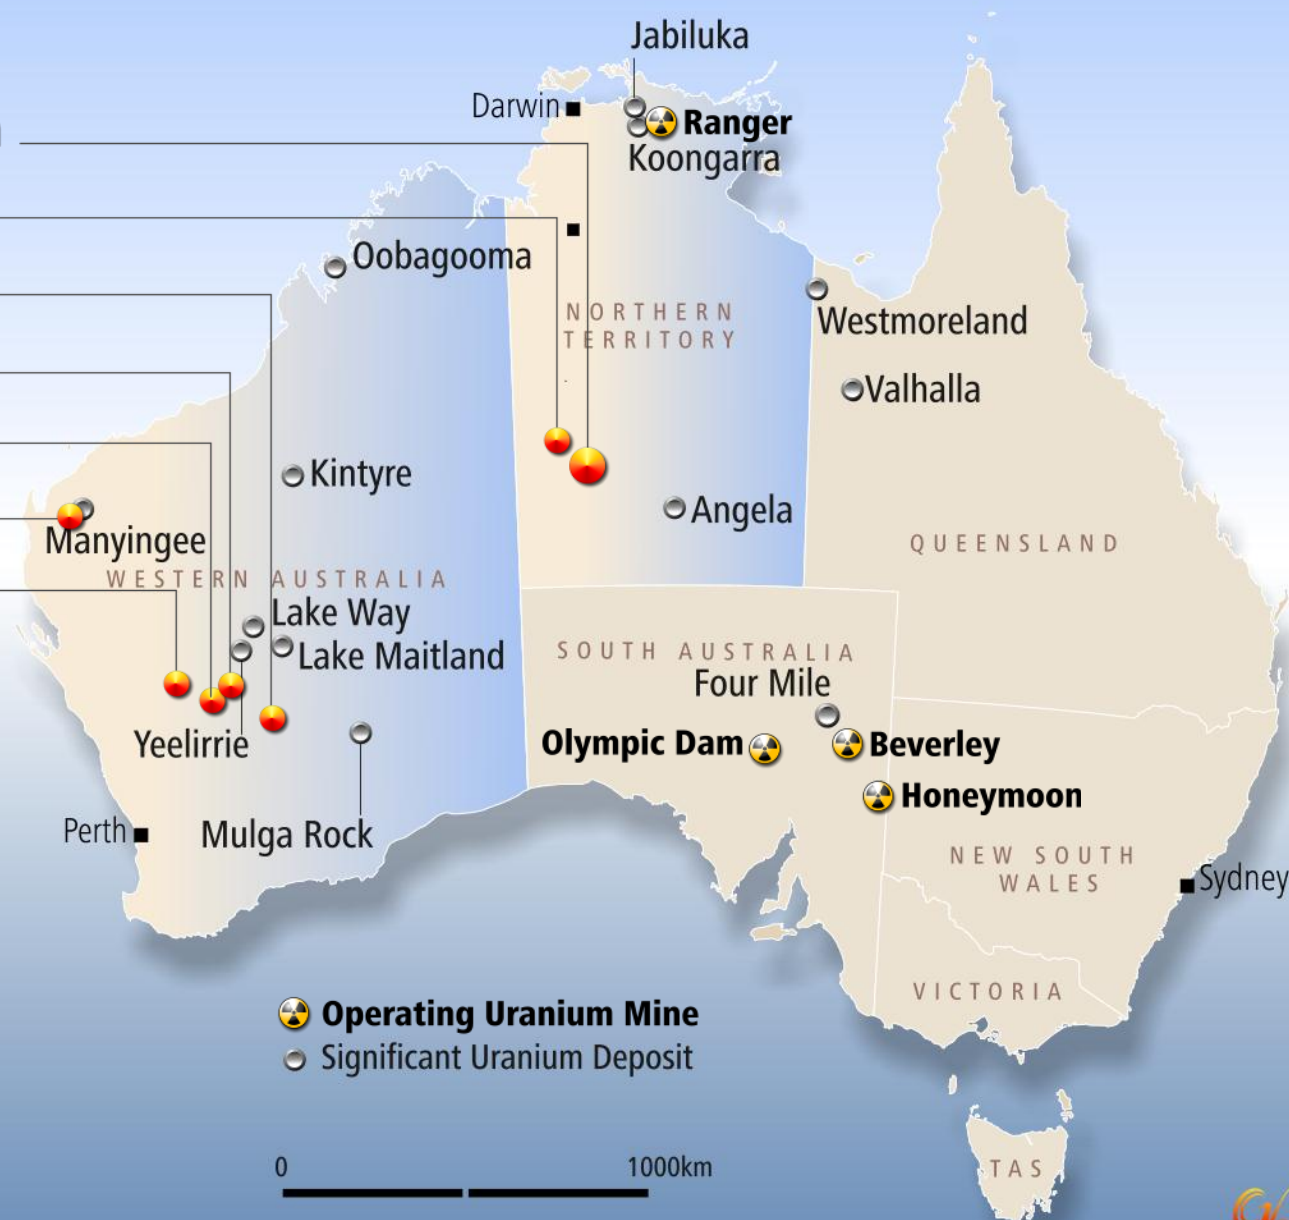 Jabiluka
Darwin
Ranger
Koongarra
Oobagooma
NORTHERN
TERRITORY
Westmoreland
Valhalla
Kintyre
Angela
Manyingee
QUEENSLAND
WESTERN AUSTRALIA
Lake Way
Lake Maitland
SOUTH AUSTRALIA
Four Mile
Yeelirrie
Olympic Dam
Beverley
Honeymoon
Perth
Mulga Rock
NEW SOUTH
WALES
Sydney
VICTORIA
Operating Uranium Mine
Significant Uranium Deposit
0 1000km
TAS